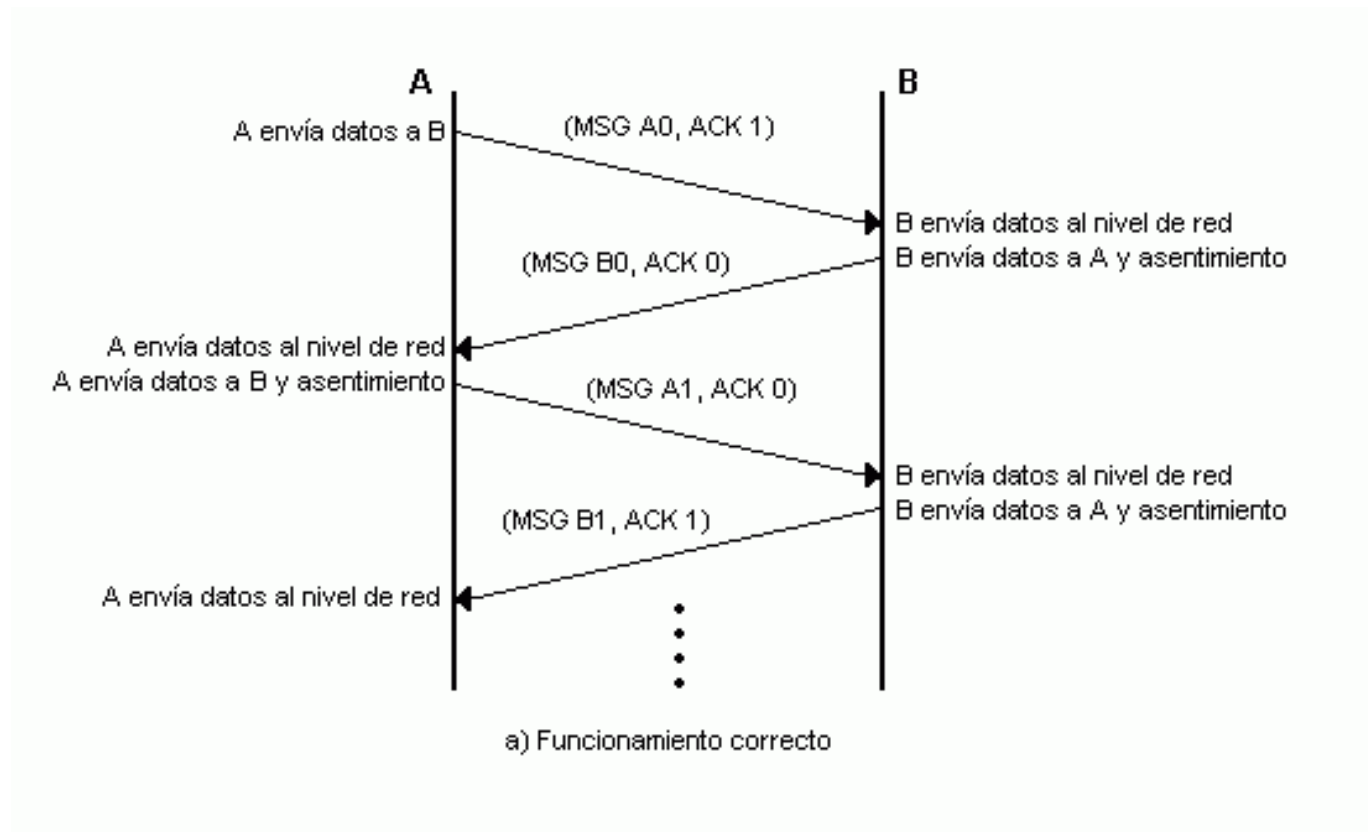 A
B
A envía datos a B
(MSG A0, ACK 1)
B envía datos al nivel de red
(MSG B0, ACK 0)
B envía datos a A y asentimiento
A envía datos al nivel de red
A envía datos a B y asentimiento
(MSG A1, ACK 0)
B envía datos al nivel de red
B envía datos a A y asentimiento
(MSG B1, ACK 1)
A envía datos al nivel de red
a) Funcionamiento correcto